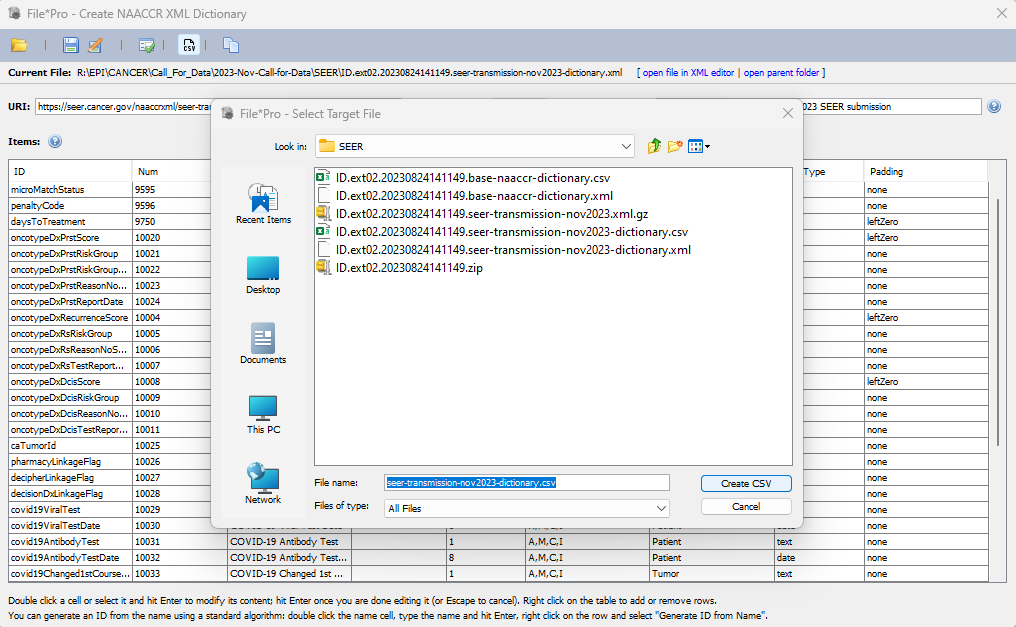 File*Pro - Create NAACCR XML Dictionary
CSV
Current File: R:\EPI\CANCER\Call_For_Data\2023-Nov-Call-for-Data\SEER\ID.ext02.20230824141149.seer-transmission-nov2023-dictionary.xml [ open file in XML editor | open parent folder ]
URI: https://seer.cancer.gov/naaccrxml/seer-tra
023 SEER submission
Items:
File*Pro - Select Target File
Look in: SEER
Recent Items
Desktop
Documents
This PC
Network
ID.ext02.20230824141149.base-naaccr-dictionary.csv
ID.ext02.20230824141149.base-naaccr-dictionary.xml
ID.ext02.20230824141149.seer-transmission-nov2023.xml.gz
ID.ext02.20230824141149.seer-transmission-nov2023-dictionary.csv
ID.ext02.20230824141149.seer-transmission-nov2023-dictionary.xml
ID.ext02.20230824141149.zip
File name: seer-transmission-nov2023-dictionary.csv Create CSV
Files of type: All Files Cancel
ID Num Type Padding
microMatchStatus 9595 none
penaltyCode 9596 none
daysToTreatment 9750 leftZero
oncotypeDxPrstScore 10020 leftZero
oncotypeDxPrstRiskGroup 10021 none
oncotypeDxPrstRiskGroup... 10022 none
oncotypeDxPrstReasonNo... 10023 none
oncotypeDxPrstReportDate 10024 none
oncotypeDxRecurrenceScore 10004 leftZero
oncotypeDxRsRiskGroup 10005 none
oncotypeDxRsReasonNoS... 10006 none
oncotypeDxRsTestReport... 10007 none
oncotypeDxDcisScore 10008 leftZero
oncotypeDxDcisRiskGroup 10009 none
oncotypeDxDcisReasonNo... 10010 none
oncotypeDxDcisTestRepor... 10011 none
caTumorId 10025 none
pharmacyLinkageFlag 10026 none
decipherLinkageFlag 10027 none
decisionDxLinkageFlag 10028 none
covid19ViralTest 10029 none
covid19ViralTestDate 10030 none
covid19AntibodyTest 10031 COVID-19 Antibody Test 1 A,M,C,I Patient text none
covid19AntibodyTestDate 10032 COVID-19 Antibody Test... 8 A,M,C,I Patient date none
covid19Changed1stCourse... 10033 COVID-19 Changed 1st ... 1 A,M,C,I Tumor text none
Double click a cell or select it and hit Enter to modify its content; hit Enter once you are done editing it (or Escape to cancel). Right click on the table to add or remove rows.
You can generate an ID from the name using a standard algorithm: double click the name cell, type the name and hit Enter, right click on the row and select "Generate ID from Name".